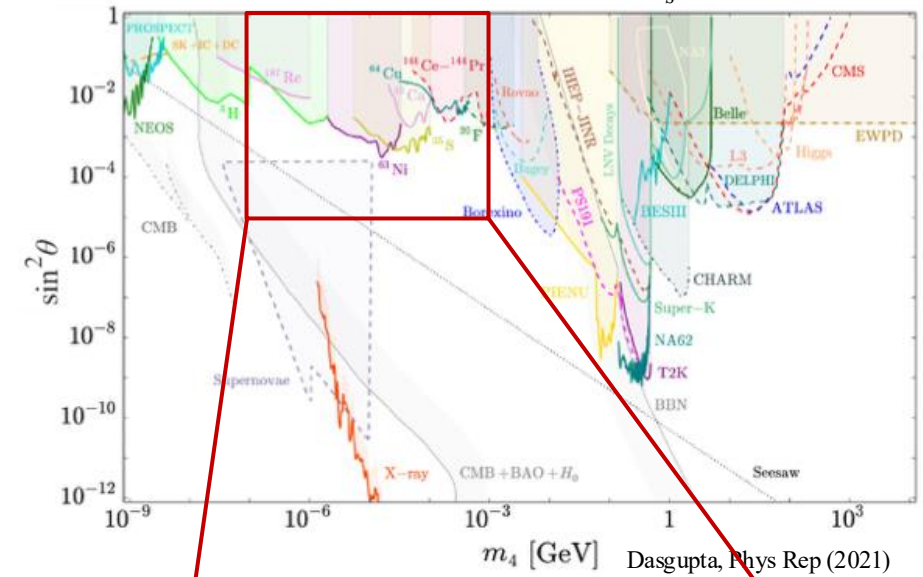 s
1
10⁻²
10⁻⁴
10⁻⁶
10⁻⁸
10⁻¹⁰
10⁻¹²
sin²θ
PROSPECT
SK+IC+DC
NEOS
³H
¹⁸⁷Re
⁶⁴Cu
¹⁴⁴Ce−¹⁴⁴Pr
⁴⁵Ca
³⁵S
⁶³Ni
²⁰F
Rovno
Bugey
Borexino
IHEP−JINR
PS191
PIENU
LNV Decays
NA3
Belle
BESIII
L3
DELPHI
Higgs
ATLAS
CMS
EWPD
CHARM
Super−K
NA62
T2K
BBN
CMB
Supernovae
X−ray
CMB+BAO+H₀
Seesaw
10⁻⁹
10⁻⁶
10⁻³
1
10³
m₄ [GeV]
Dasgupta, Phys Rep (2021)